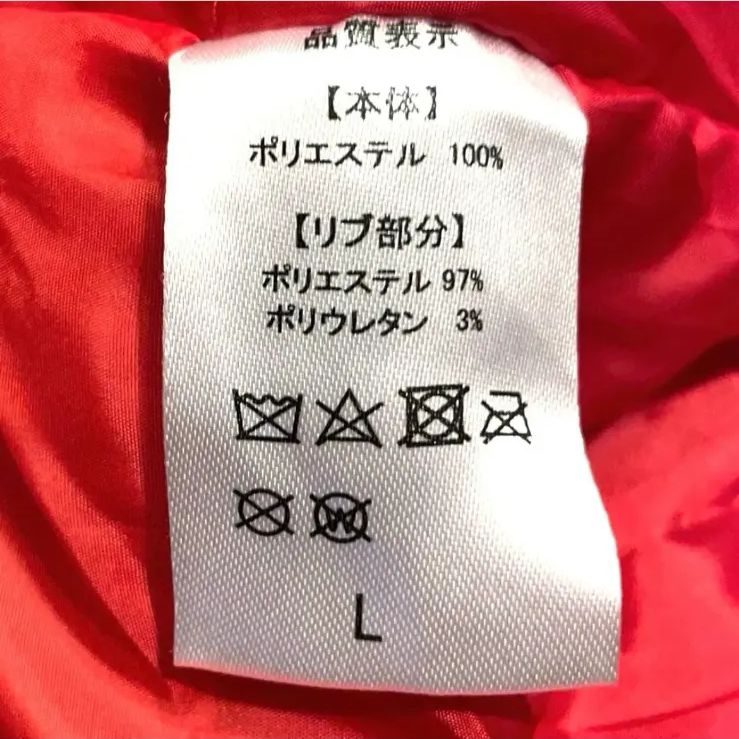 品質表示
【本体】
ポリエステル 100%
【リブ部分】
ポリエステル 97%
ポリウレタン 3%
W
L